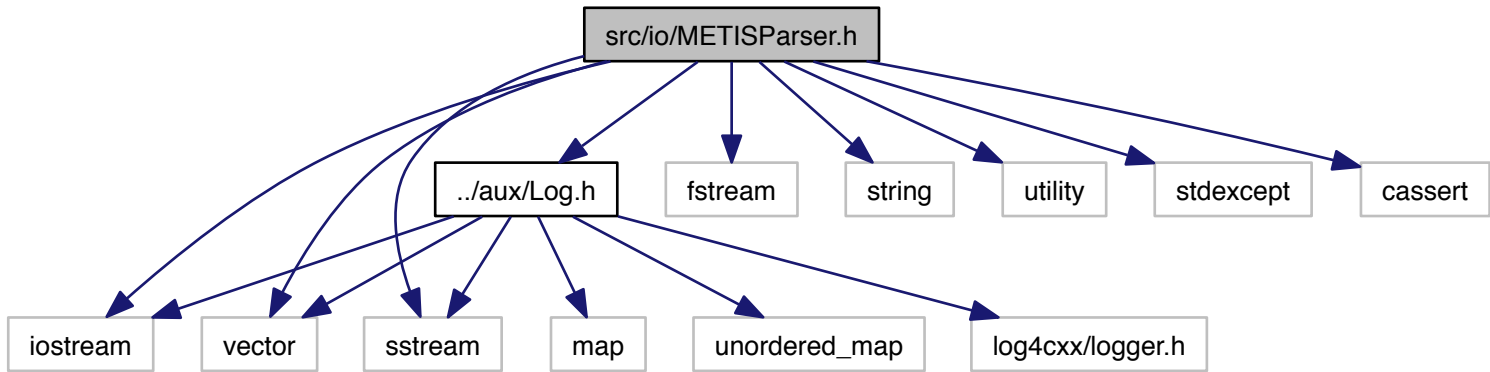 src/io/METISParser.h
../aux/Log.h
fstream
string
utility
stdexcept
cassert
iostream
vector
sstream
map
unordered_map
log4cxx/logger.h